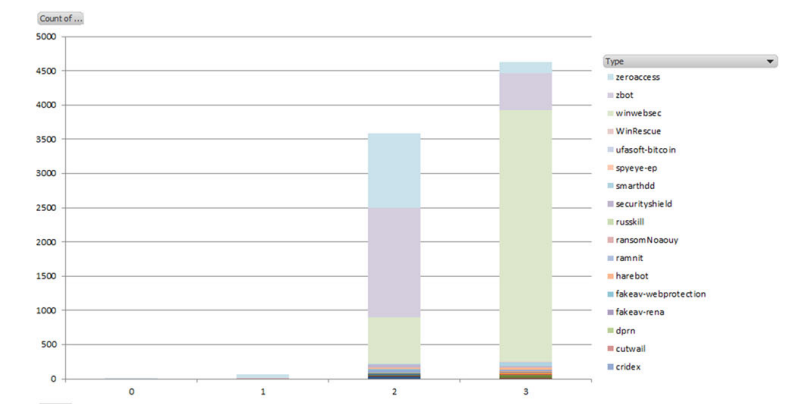 Count of ...
5000
4500
4000
3500
3000
2500
2000
1500
1000
500
0
0
1
2
3
Type
zeroaccess
zbot
winwebsec
WinRescue
ufasoft-bitcoin
spyeye-ep
smarthdd
securityshield
russkill
ransomNoaouy
ramnit
harebot
fakeav-webprotection
fakeav-rena
dprn
cutwail
cridex